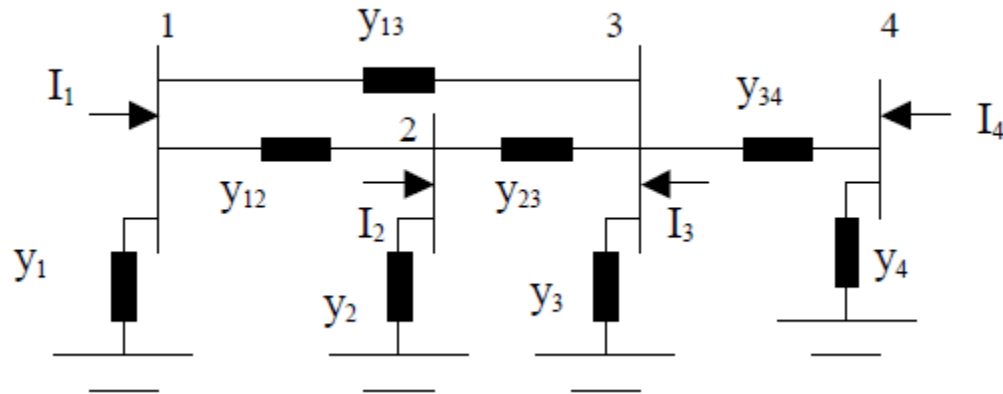 1 y₁₃ 3 4
I₁ y₃₄ I₄
2
y₁₂ y₂₃
I₂ I₃
y₁ y₂ y₃ y₄